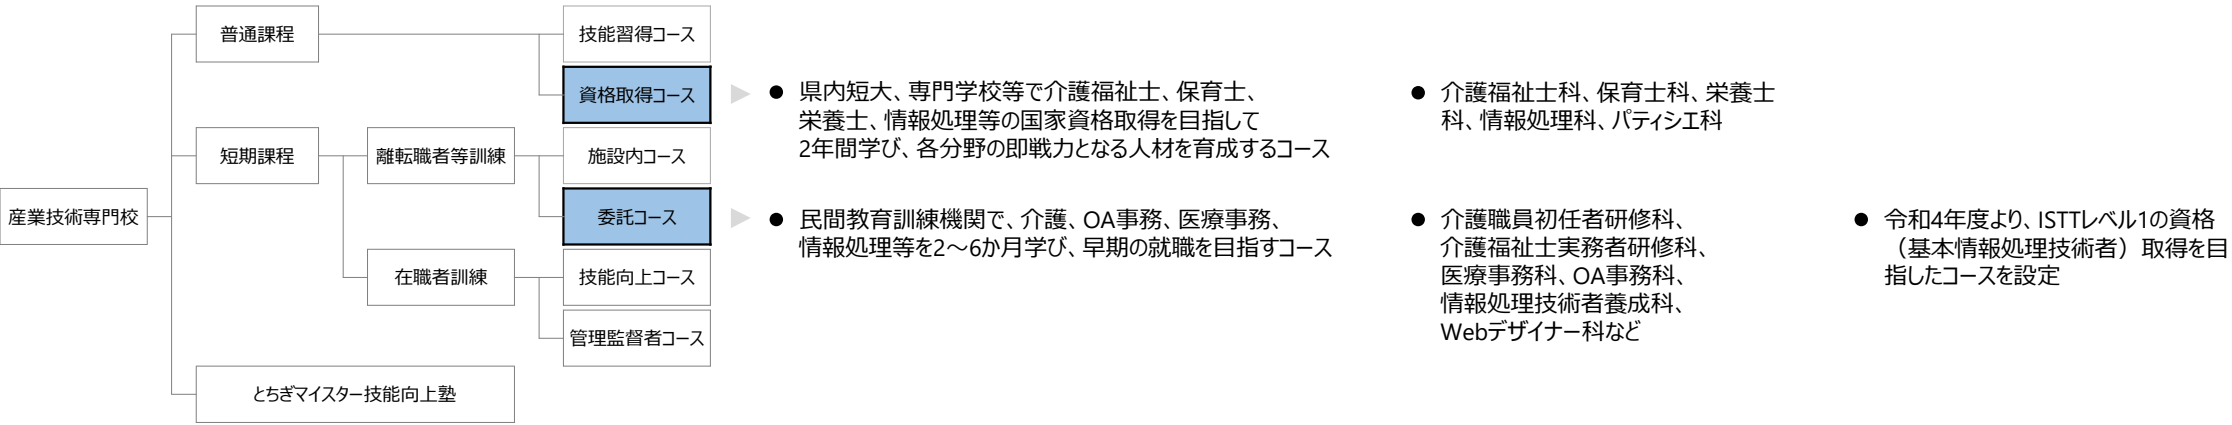 産業技術専門校
普通課程
短期課程
とちぎマイスター技能向上塾
離転職者等訓練
在職者訓練
技能習得コース
資格取得コース
施設内コース
委託コース
技能向上コース
管理監督者コース
● 県内短大、専門学校等で介護福祉士、保育士、
栄養士、情報処理等の国家資格取得を目指して
2年間学び、各分野の即戦力となる人材を育成するコース
● 介護福祉士科、保育士科、栄養士
科、情報処理科、パティシエ科
● 民間教育訓練機関で、介護、OA事務、医療事務、
情報処理等を2～6か月学び、早期の就職を目指すコース
● 介護職員初任者研修科、
介護福祉士実務者研修科、
医療事務科、OA事務科、
情報処理技術者養成科、
Webデザイナー科など
● 令和4年度より、ISTTレベル1の資格
（基本情報処理技術者）取得を目
指したコースを設定